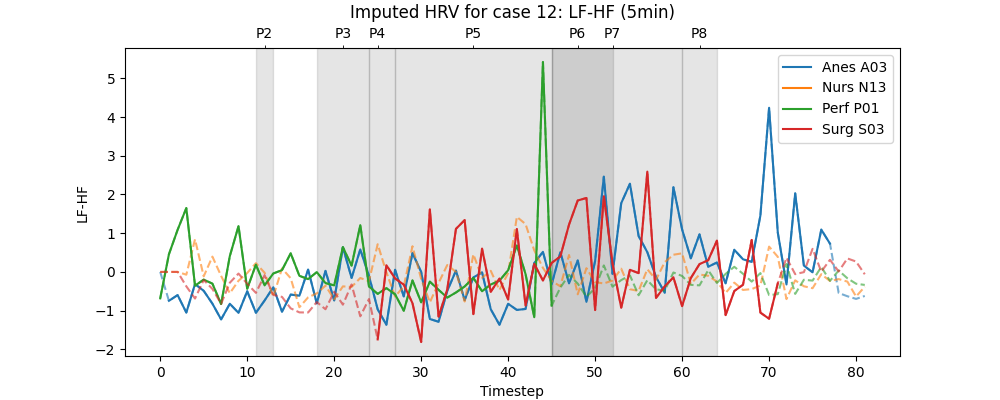 Imputed HRV for case 12: LF-HF (5min)
P2 P3 P4 P5 P6 P7 P8
LF-HF
5
4
3
2
1
0
−1
−2
Anes A03
Nurs N13
Perf P01
Surg S03
0 10 20 30 40 50 60 70 80
Timestep